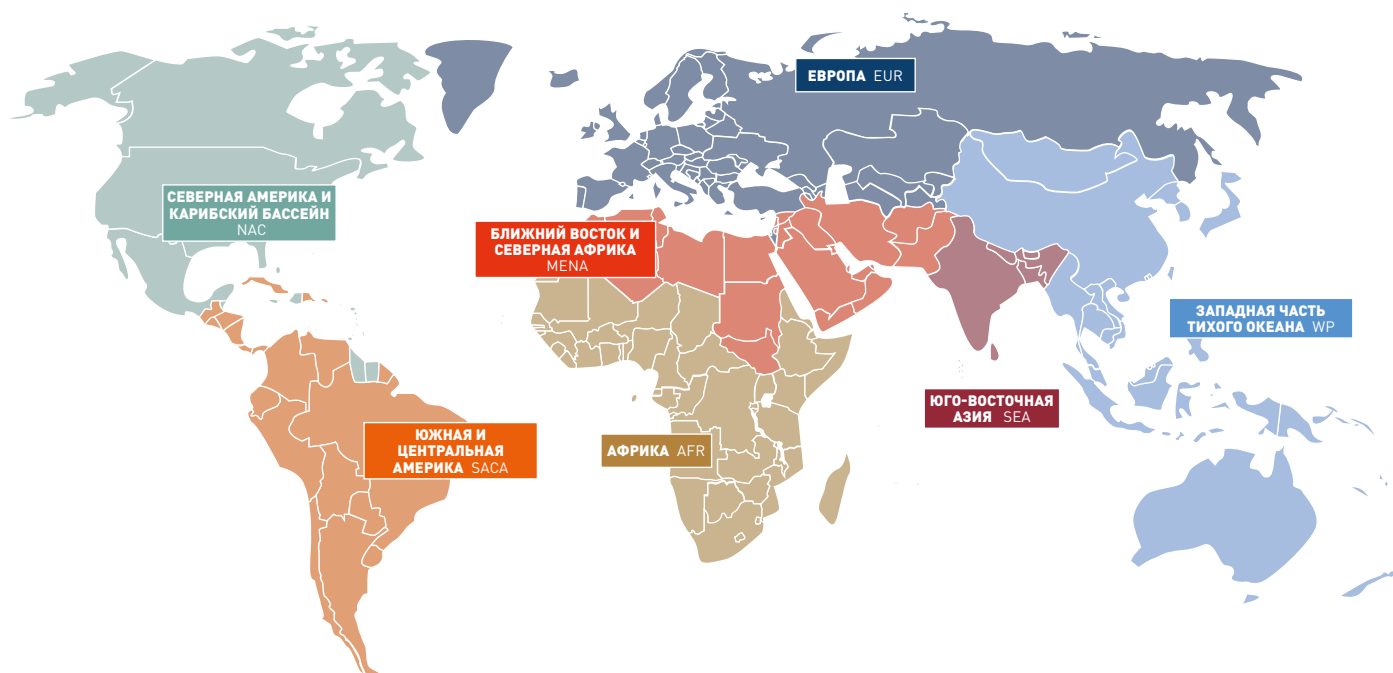 ЕВРОПА EUR
СЕВЕРНАЯ АМЕРИКА И
КАРИБСКИЙ БАССЕЙН
NAC
БЛИЖНИЙ ВОСТОК И
СЕВЕРНАЯ АФРИКА
MENA
ЗАПАДНАЯ ЧАСТЬ
ТИХОГО ОКЕАНА WP
ЮГО-ВОСТОЧНАЯ
АЗИЯ SEA
ЮЖНАЯ И
ЦЕНТРАЛЬНАЯ
АМЕРИКА SACA
АФРИКА AFR